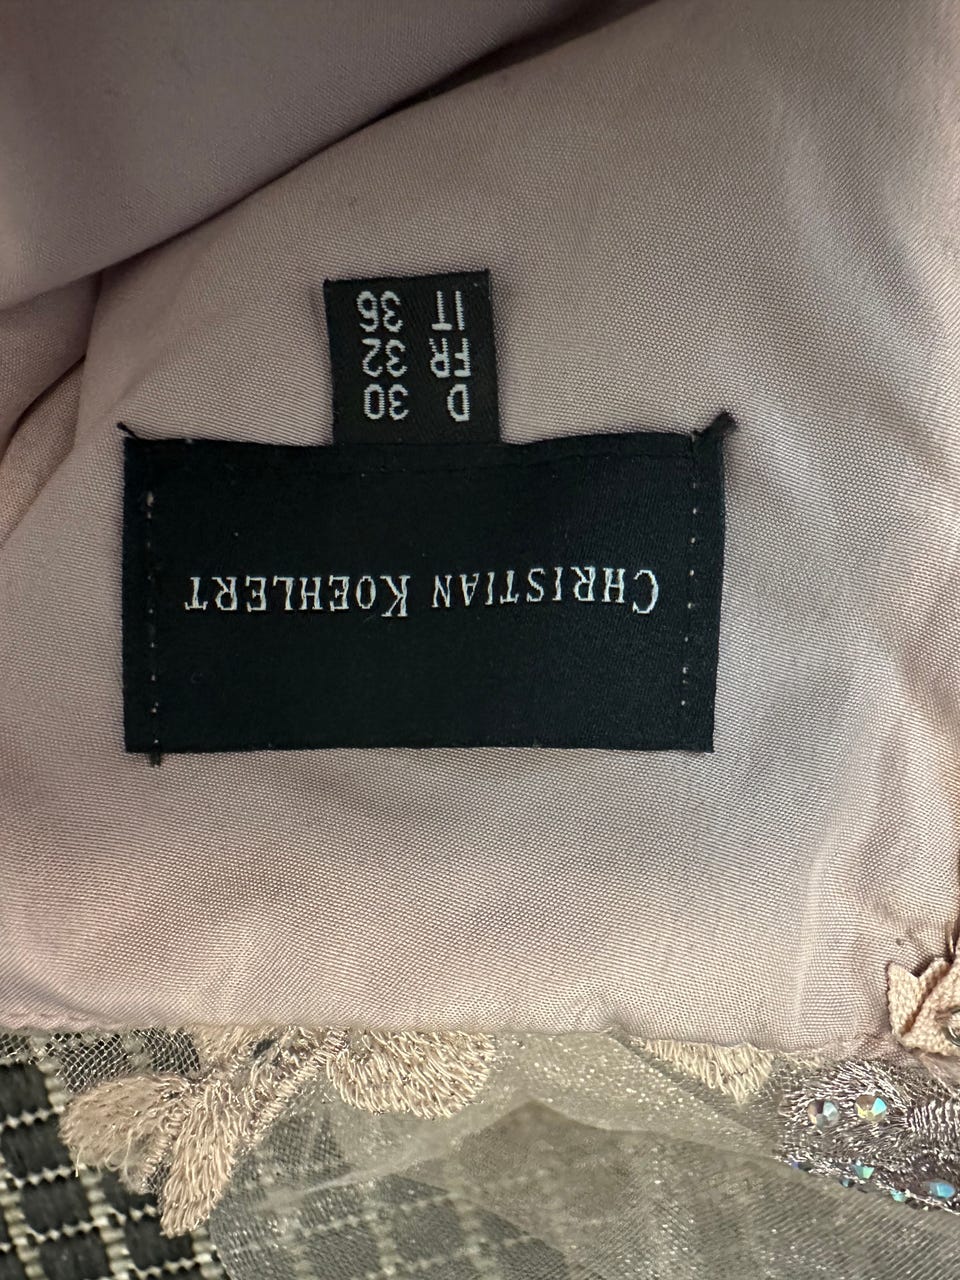 CHRISTIAN KOEHLERT
D 30
FR 32
IT 36